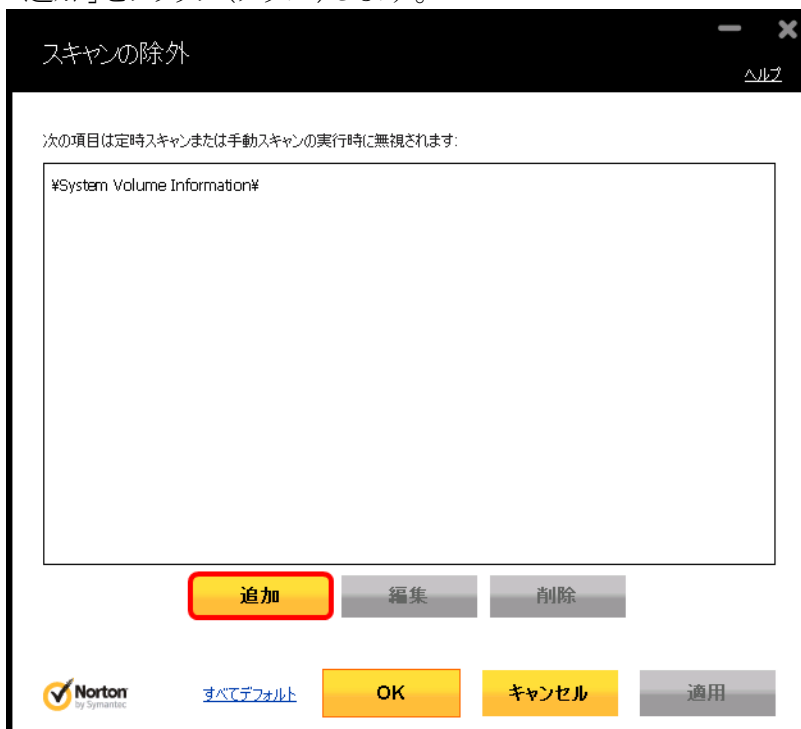 スキャンの除外
ヘルプ
次の項目は定時スキャンまたは手動スキャンの実行時に無視されます:
¥System Volume Information¥
追加 編集 削除
Norton
by Symantec
すべてデフォルト OK キャンセル 適用